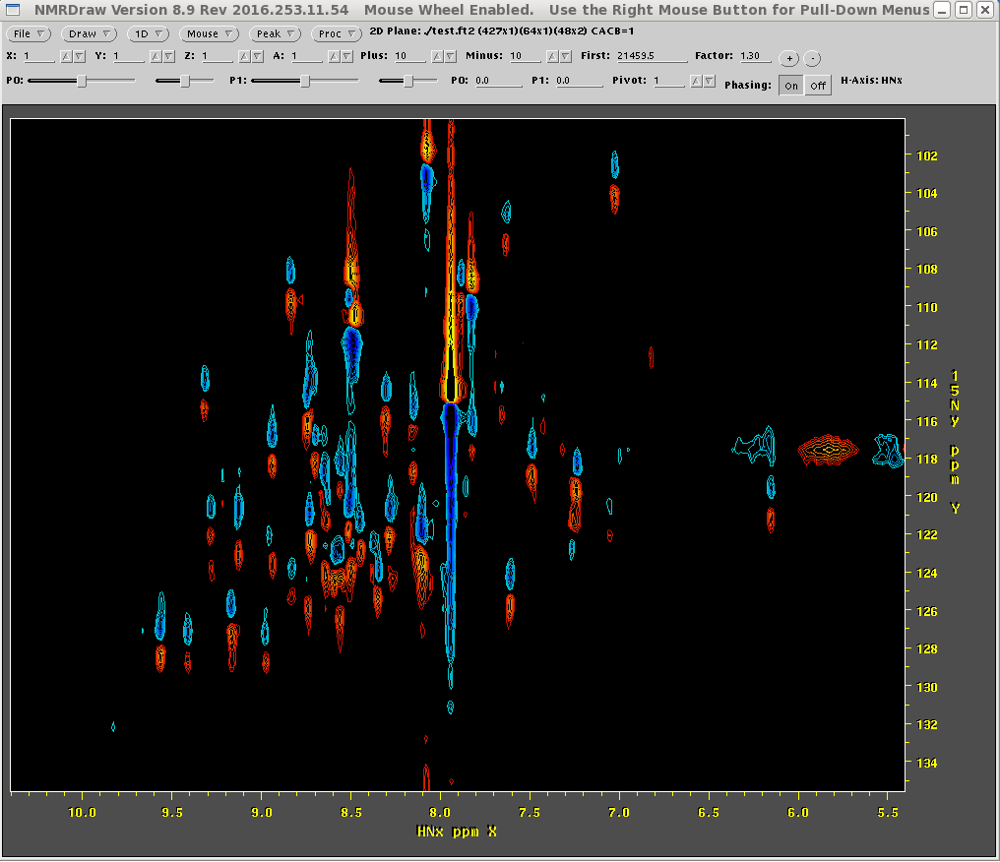 NMRDraw Version 8.9 Rev 2016.253.11.54 Mouse Wheel Enabled. Use the Right Mouse Button for Pull-Down Menus
File Draw 1D Mouse Peak Proc 2D Plane: ./test.ft2 (427x1)(64x1)(48x2) CACB=1
X: 1 Y: 1 Z: 1 A: 1 Plus: 10 Minus: 10 First: 21459.5 Factor: 1.30 + -
P0: P1: P0: 0.0 P1: 0.0 Pivot: 1 Phasing: On Off H-Axis: HNx
102
104
106
108
110
112
114
116
118
120
122
124
126
128
130
132
134
15Ny ppm Y
10.0 9.5 9.0 8.5 8.0 7.5 7.0 6.5 6.0 5.5
HNx ppm X